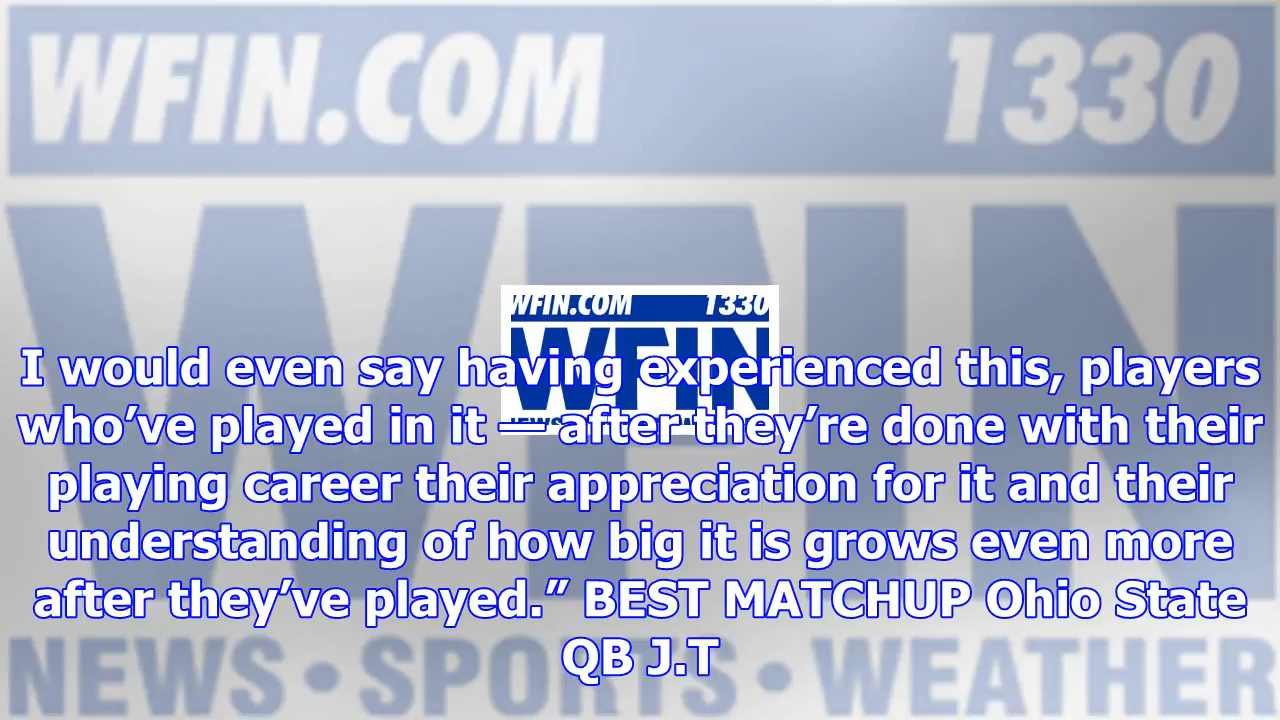 WFIN.COM 1330
WFIN
WFIN.COM 1330
WFIN
I would even say having experienced this, players
who’ve played in it — after they’re done with their
playing career their appreciation for it and their
understanding of how big it is grows even more
after they’ve played.” BEST MATCHUP Ohio State
QB J.T
NEWS • SPORTS • WEATHER